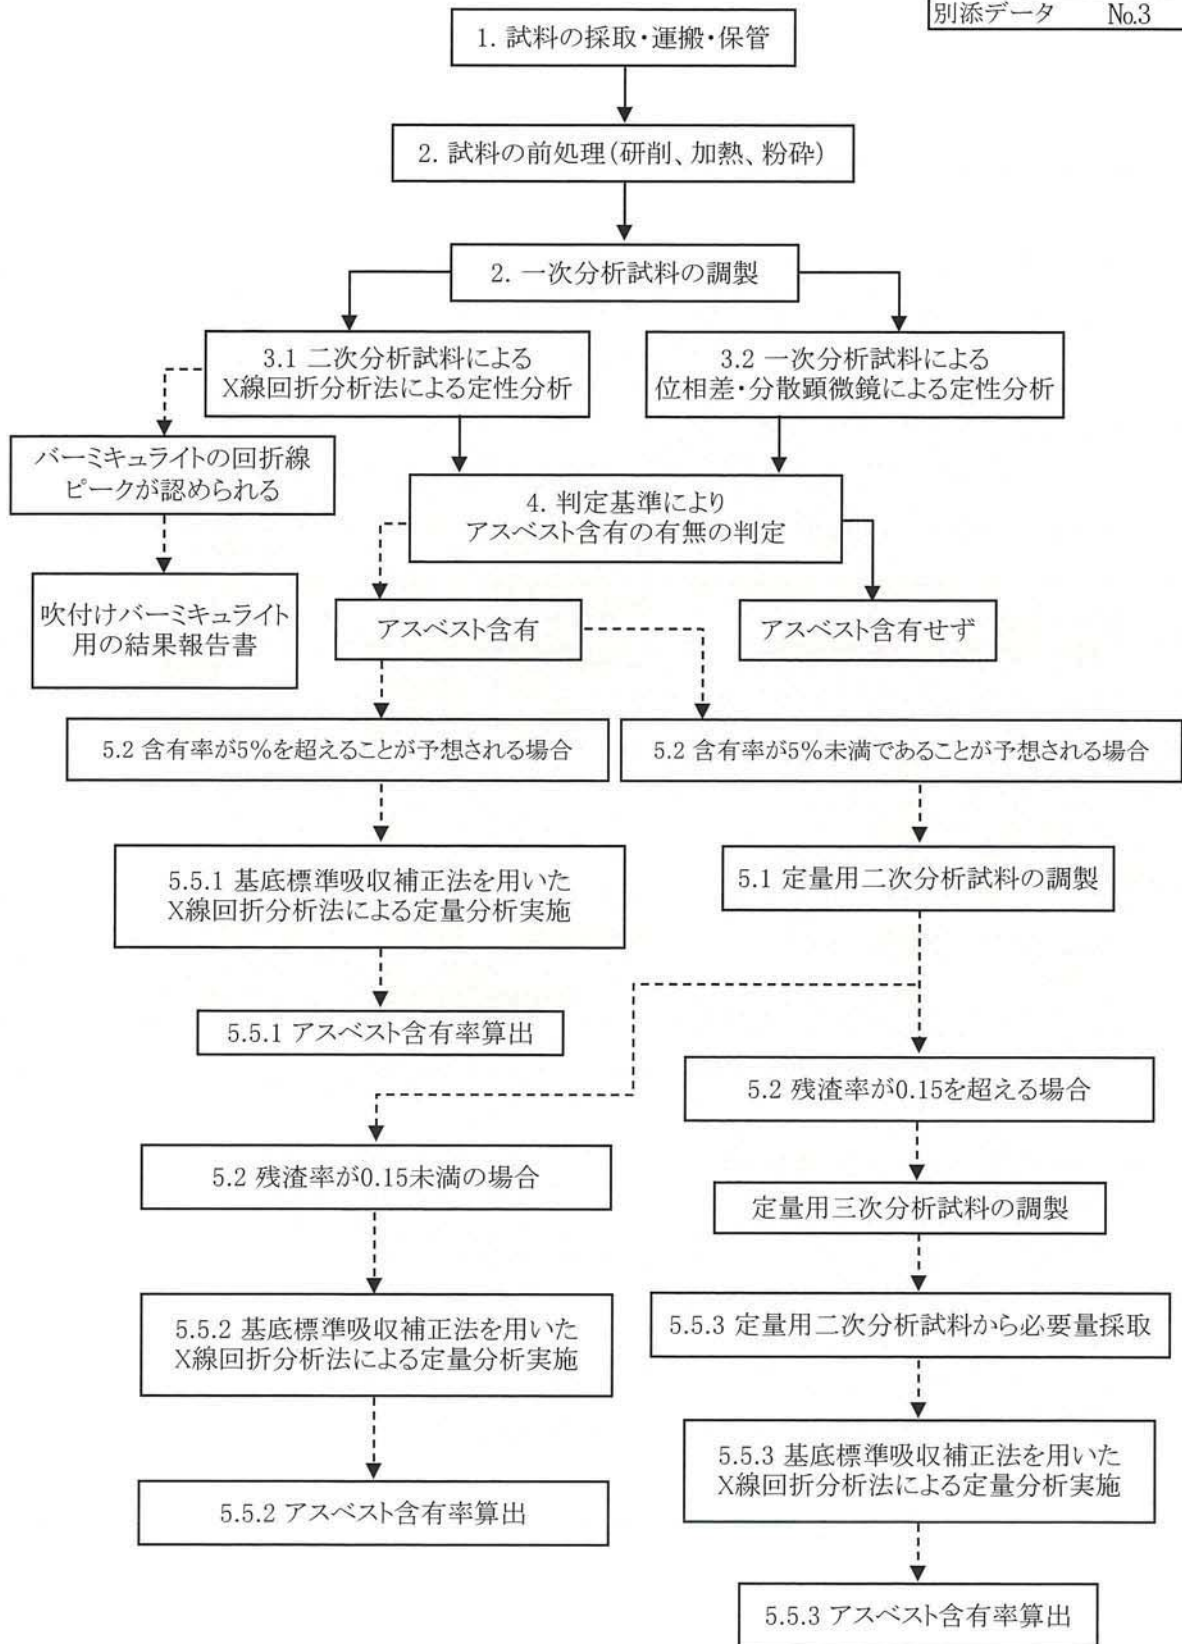 別添データ No.3
1. 試料の採取・運搬・保管
2. 試料の前処理(研削、加熱、粉砕)
2. 一次分析試料の調製
3.1 二次分析試料による
X線回折分析法による定性分析
3.2 一次分析試料による
位相差・分散顕微鏡による定性分析
バーミキュライトの回折線
ピークが認められる
4. 判定基準により
アスベスト含有の有無の判定
吹付けバーミキュライト
用の結果報告書
アスベスト含有
アスベスト含有せず
5.2 含有率が5%を超えることが予想される場合
5.2 含有率が5%未満であることが予想される場合
5.5.1 基底標準吸収補正法を用いた
X線回折分析法による定量分析実施
5.1 定量用二次分析試料の調製
5.5.1 アスベスト含有率算出
5.2 残渣率が0.15を超える場合
5.2 残渣率が0.15未満の場合
定量用三次分析試料の調製
5.5.2 基底標準吸収補正法を用いた
X線回折分析法による定量分析実施
5.5.3 定量用二次分析試料から必要量採取
5.5.3 基底標準吸収補正法を用いた
X線回折分析法による定量分析実施
5.5.2 アスベスト含有率算出
5.5.3 アスベスト含有率算出